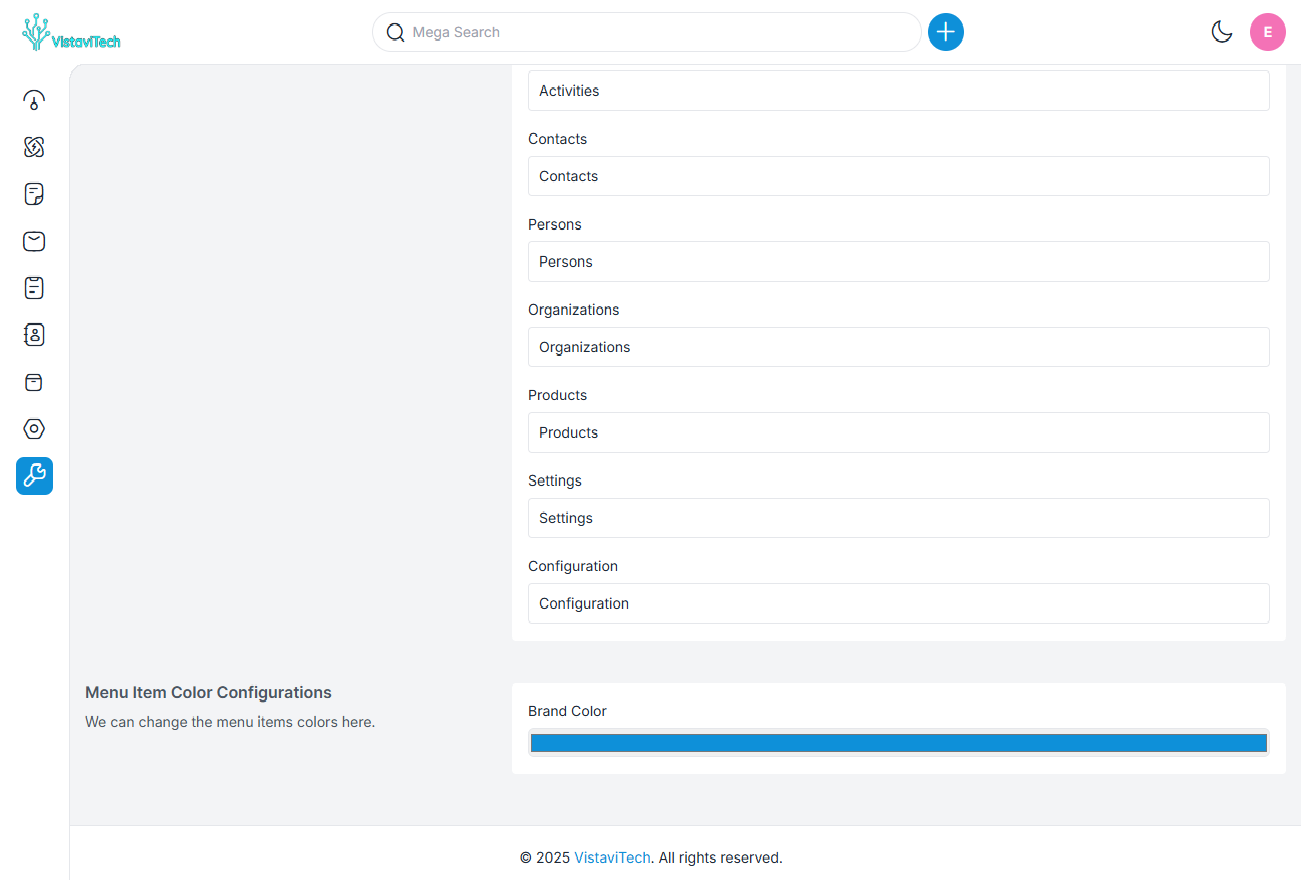 VistaviTech
Mega Search
E
Activities
Contacts
Contacts
Persons
Persons
Organizations
Organizations
Products
Products
Settings
Settings
Configuration
Configuration
Menu Item Color Configurations
We can change the menu items colors here.
Brand Color
© 2025 VistaviTech. All rights reserved.